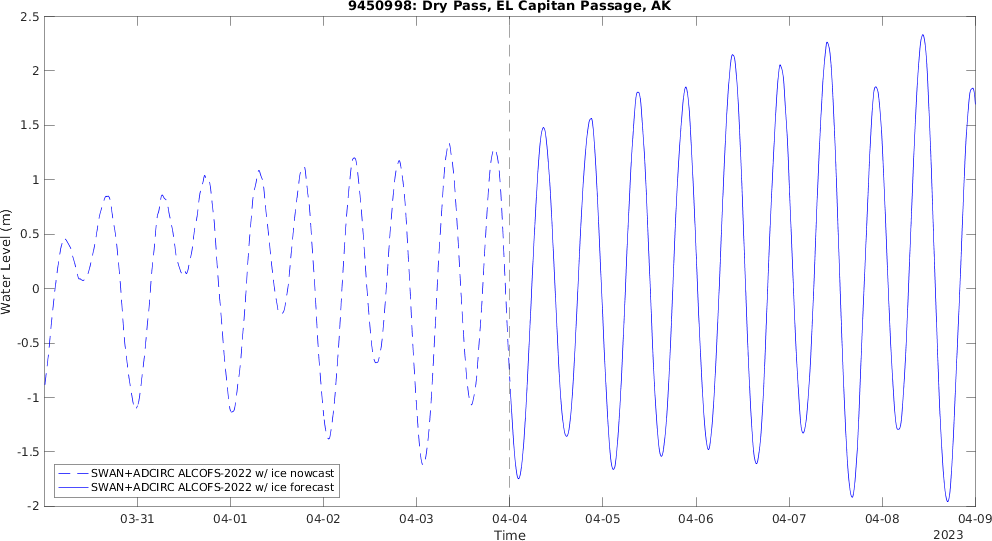 9450998: Dry Pass, EL Capitan Passage, AK
2.5
2
1.5
1
0.5
0
-0.5
-1
-1.5
-2
Water Level (m)
SWAN+ADCIRC ALCOFS-2022 w/ ice nowcast
SWAN+ADCIRC ALCOFS-2022 w/ ice forecast
03-31 04-01 04-02 04-03 04-04 04-05 04-06 04-07 04-08 04-09
Time
2023